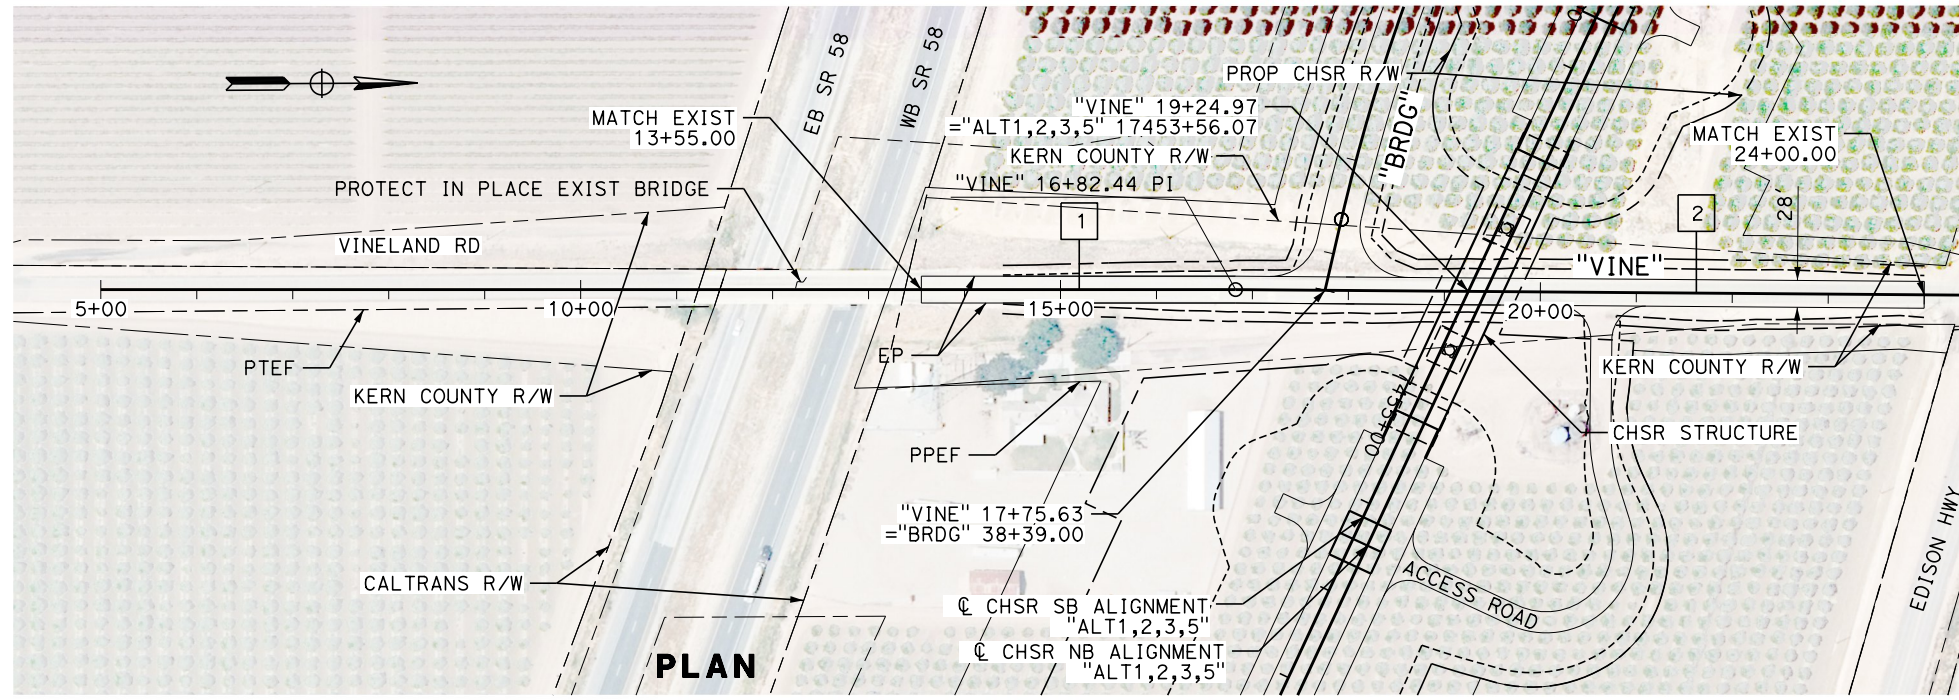 EB SR 58
WB SR 58
PROP CHSR R/W
"BRDG"
MATCH EXIST
13+55.00
"VINE" 19+24.97
="ALT1,2,3,5" 17453+56.07
MATCH EXIST
24+00.00
KERN COUNTY R/W
PROTECT IN PLACE EXIST BRIDGE
"VINE" 16+82.44 PI
1
2
28
VINELAND RD
"VINE"
5+00
10+00
15+00
20+00
EP
PTEF
KERN COUNTY R/W
KERN COUNTY R/W
455+00
CHSR STRUCTURE
PPEF
"VINE" 17+75.63
="BRDG" 38+39.00
EDISON HWY
CALTRANS R/W
ACCESS ROAD
℄ CHSR SB ALIGNMENT
"ALT1,2,3,5"
℄ CHSR NB ALIGNMENT
"ALT1,2,3,5"
PLAN